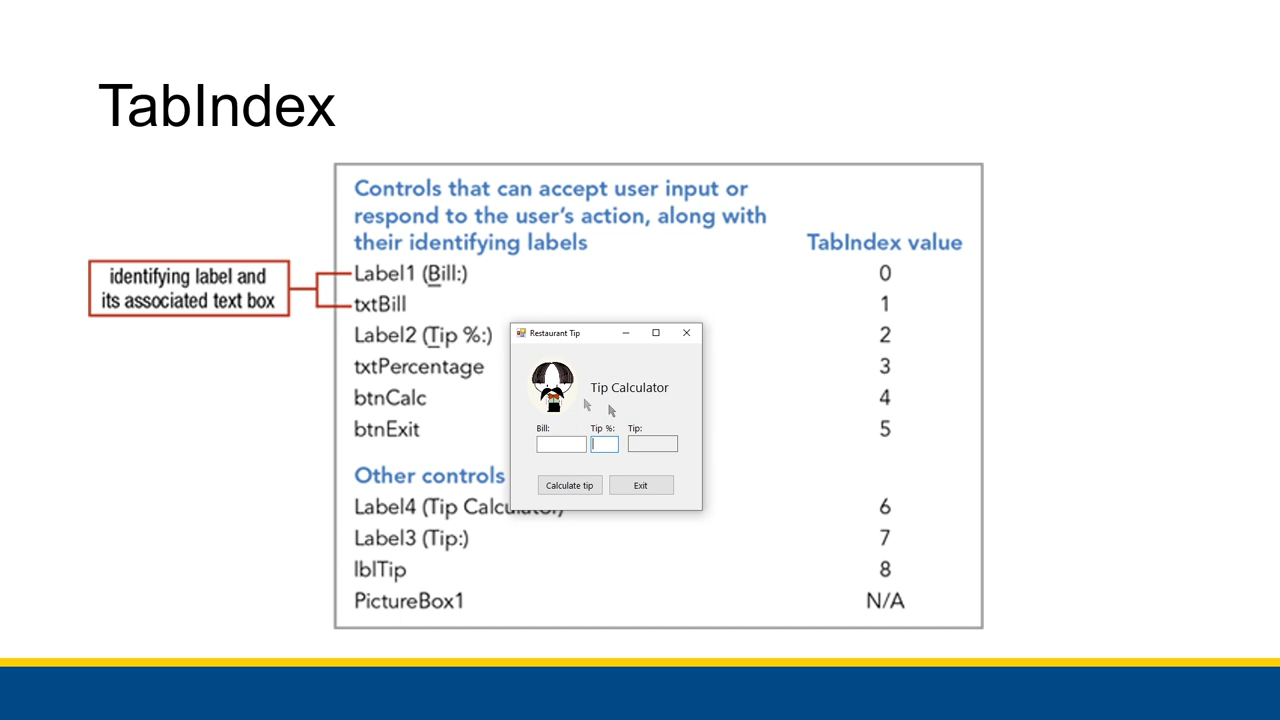 TabIndex
Controls that can accept user input or
respond to the user's action, along with
their identifying labels TabIndex value
identifying label and
its associated text box
Label1 (Bill:) 0
txtBill 1
Label2 (Tip %:) 2
txtPercentage 3
btnCalc 4
btnExit 5
Other controls
Label4 (Tip Calculator) 6
Label3 (Tip:) 7
lblTip 8
PictureBox1 N/A
Restaurant Tip
Tip Calculator
Bill: Tip %: Tip:
Calculate tip Exit